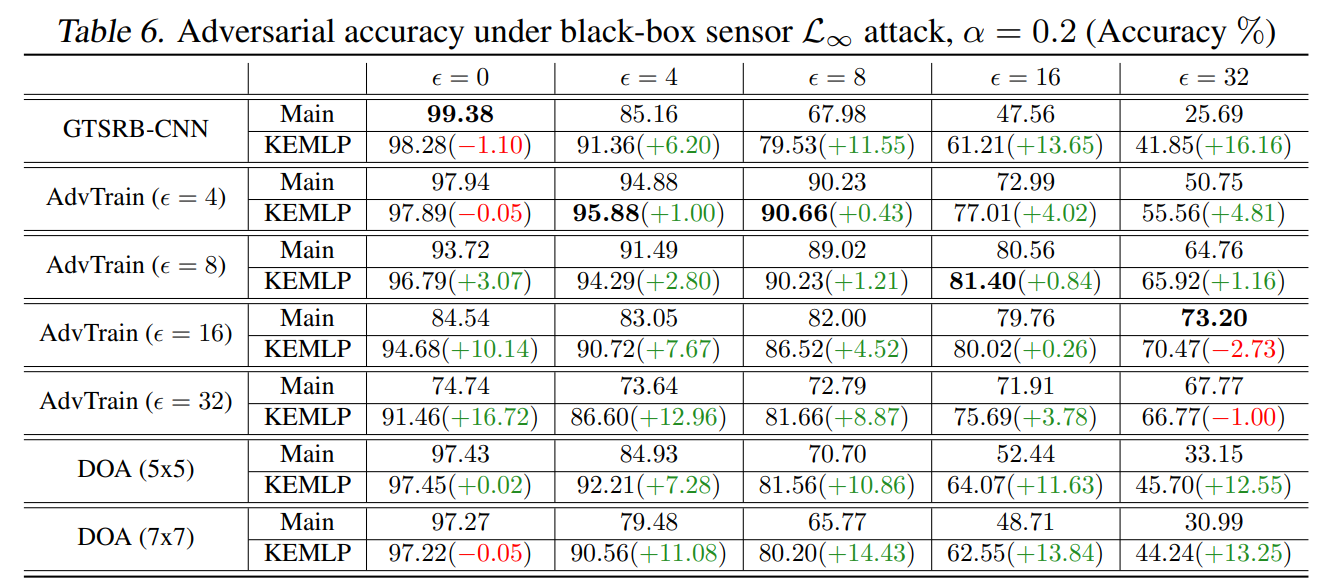 Table 6. Adversarial accuracy under black-box sensor ℒ∞ attack, α = 0.2 (Accuracy %)
ϵ = 0 ϵ = 4 ϵ = 8 ϵ = 16 ϵ = 32
GTSRB-CNN Main 99.38 85.16 67.98 47.56 25.69
KEMLP 98.28(−1.10) 91.36(+6.20) 79.53(+11.55) 61.21(+13.65) 41.85(+16.16)
AdvTrain (ϵ = 4) Main 97.94 94.88 90.23 72.99 50.75
KEMLP 97.89(−0.05) 95.88(+1.00) 90.66(+0.43) 77.01(+4.02) 55.56(+4.81)
AdvTrain (ϵ = 8) Main 93.72 91.49 89.02 80.56 64.76
KEMLP 96.79(+3.07) 94.29(+2.80) 90.23(+1.21) 81.40(+0.84) 65.92(+1.16)
AdvTrain (ϵ = 16) Main 84.54 83.05 82.00 79.76 73.20
KEMLP 94.68(+10.14) 90.72(+7.67) 86.52(+4.52) 80.02(+0.26) 70.47(−2.73)
AdvTrain (ϵ = 32) Main 74.74 73.64 72.79 71.91 67.77
KEMLP 91.46(+16.72) 86.60(+12.96) 81.66(+8.87) 75.69(+3.78) 66.77(−1.00)
DOA (5x5) Main 97.43 84.93 70.70 52.44 33.15
KEMLP 97.45(+0.02) 92.21(+7.28) 81.56(+10.86) 64.07(+11.63) 45.70(+12.55)
DOA (7x7) Main 97.27 79.48 65.77 48.71 30.99
KEMLP 97.22(−0.05) 90.56(+11.08) 80.20(+14.43) 62.55(+13.84) 44.24(+13.25)